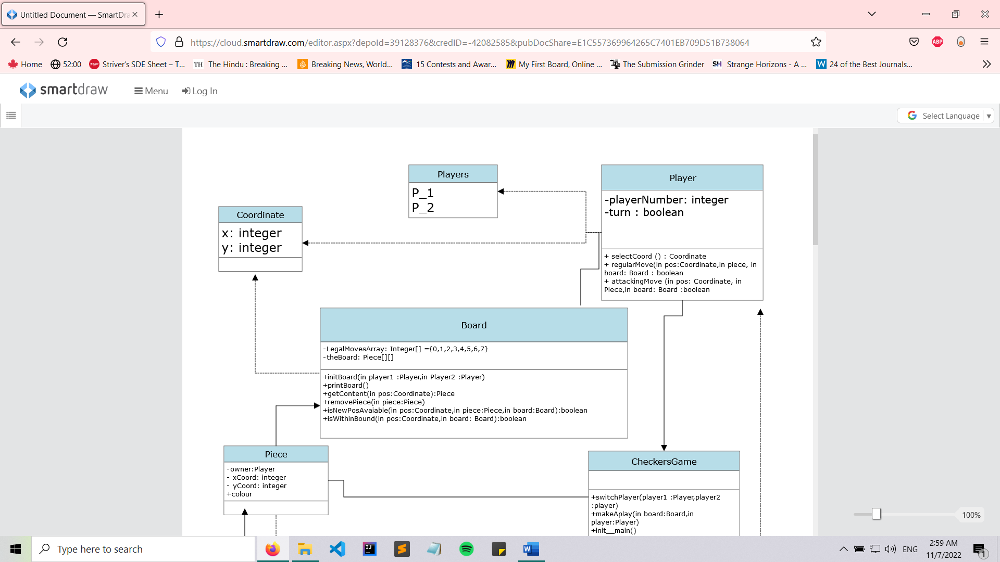 Untitled Document — SmartDra
https://cloud.smartdraw.com/editor.aspx?depoId=39128376&credID=-42082585&pubDocShare=E1C557369964265C7401EB709D51B738064
ABP
Home
52:00
TUF Striver's SDE Sheet – T...
TH The Hindu : Breaking ...
Breaking News, World...
15 Contests and Awar...
My First Board, Online ...
The Submission Grinder
SH Strange Horizons - A ...
W 24 of the Best Journals...
smartdraw
Menu
Log In
G Select Language
Players
P_1
P_2
Player
-playerNumber: integer
-turn : boolean
+ selectCoord () : Coordinate
+ regularMove(in pos:Coordinate,in piece, in
board: Board : boolean
+ attackingMove (in pos: Coordinate, in
Piece,in board: Board :boolean
Coordinate
x: integer
y: integer
Board
-LegalMovesArray: Integer[] ={0,1,2,3,4,5,6,7}
-theBoard: Piece[][]
+initBoard(in player1 :Player,in Player2 :Player)
+printBoard()
+getContent(in pos:Coordinate):Piece
+removePiece(in piece:Piece)
+isNewPosAvaiable(in pos:Coordinate,in piece:Piece,in board:Board):boolean
+isWithinBound(in pos:Coordinate,in board: Board):boolean
Piece
-owner:Player
- xCoord: integer
- yCoord: integer
+colour
CheckersGame
+switchPlayer(player1 :Player,player2
:player)
+makeAplay(in board:Board,in
player:Player)
+init__main()
100%
Type here to search
IJ
W
ENG
2:59 AM
11/7/2022
1